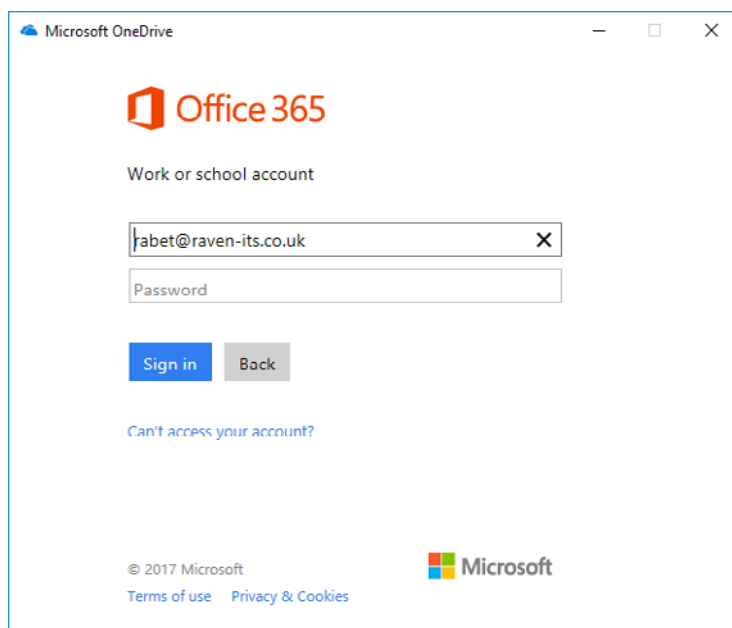 Microsoft OneDrive
Office 365
Work or school account
rabet@raven-its.co.uk
Password
Sign in Back
Can't access your account?
© 2017 Microsoft
Microsoft
Terms of use Privacy & Cookies